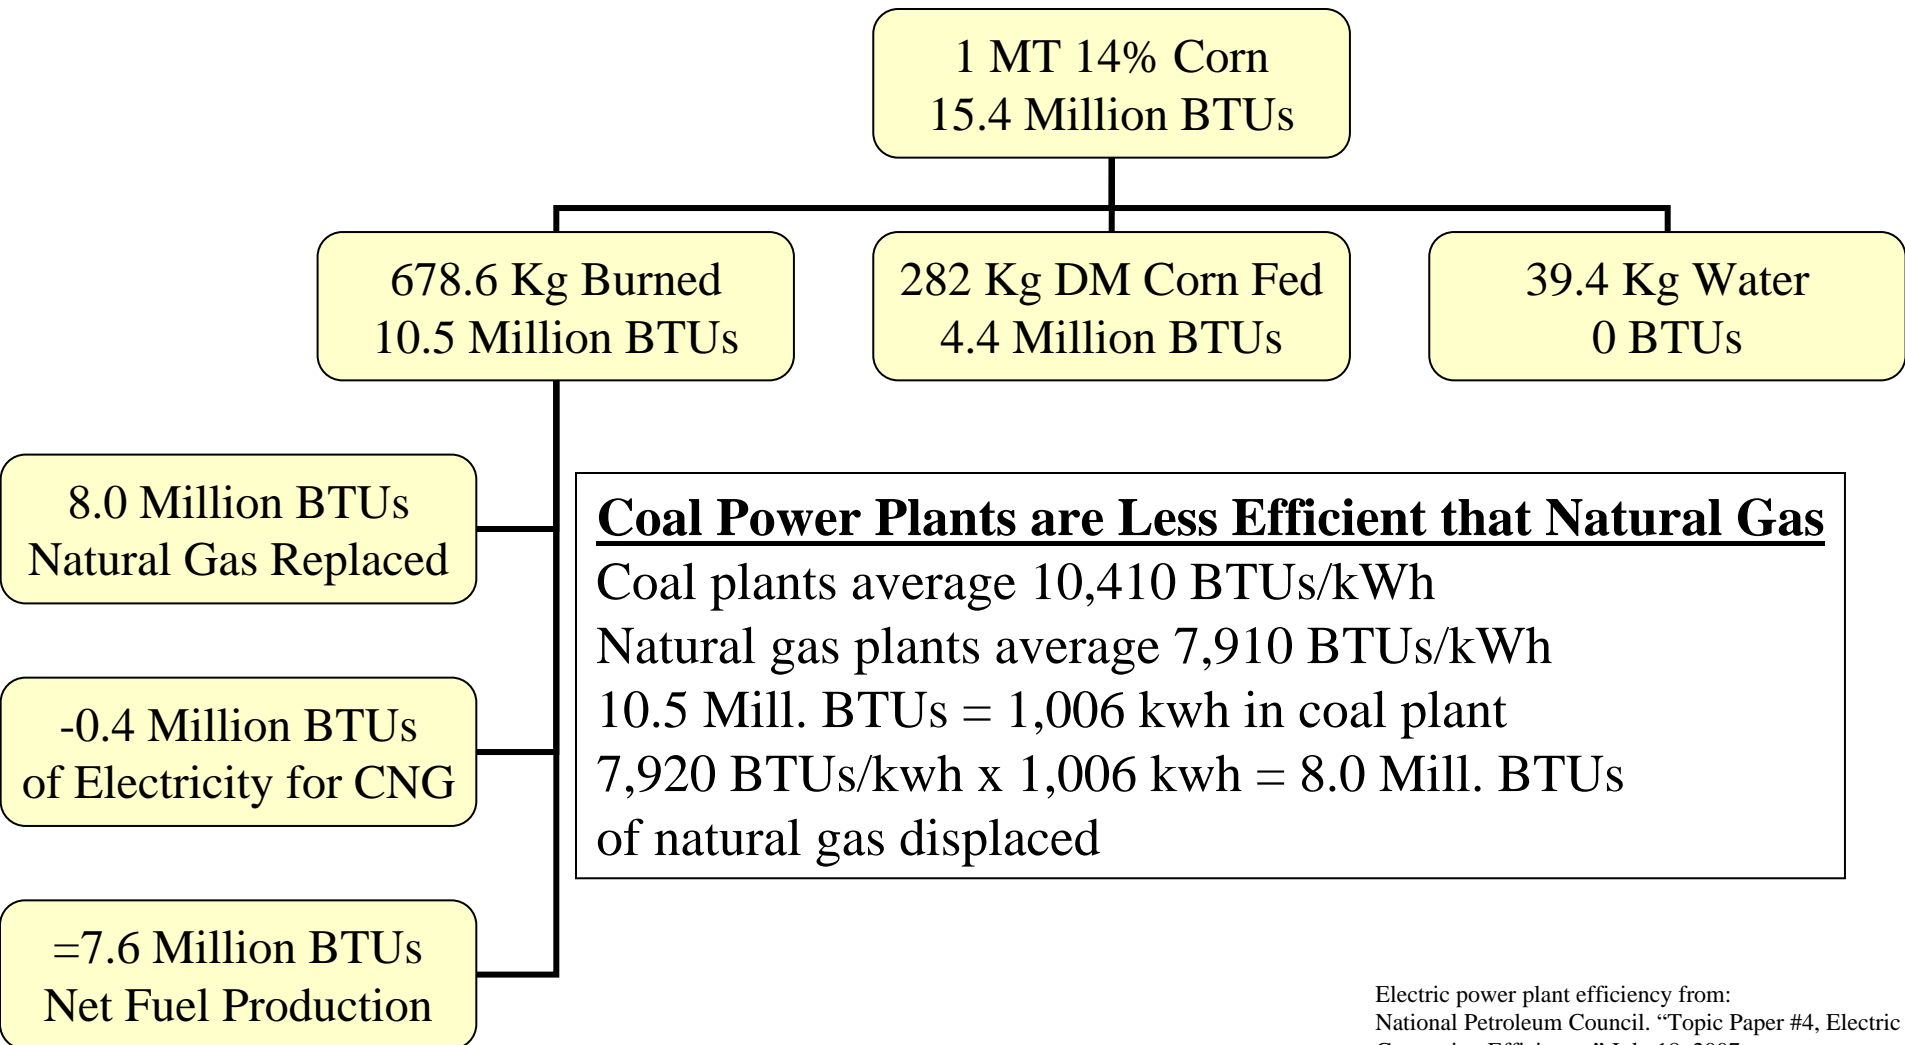 1 MT 14% Corn
15.4 Million BTUs
678.6 Kg Burned
10.5 Million BTUs
282 Kg DM Corn Fed
4.4 Million BTUs
39.4 Kg Water
0 BTUs
8.0 Million BTUs
Natural Gas Replaced
-0.4 Million BTUs
of Electricity for CNG
=7.6 Million BTUs
Net Fuel Production
Coal Power Plants are Less Efficient that Natural Gas
Coal plants average 10,410 BTUs/kWh
Natural gas plants average 7,910 BTUs/kWh
10.5 Mill. BTUs = 1,006 kwh in coal plant
7,920 BTUs/kwh x 1,006 kwh = 8.0 Mill. BTUs
of natural gas displaced
Electric power plant efficiency from:
National Petroleum Council. “Topic Paper #4, Electric